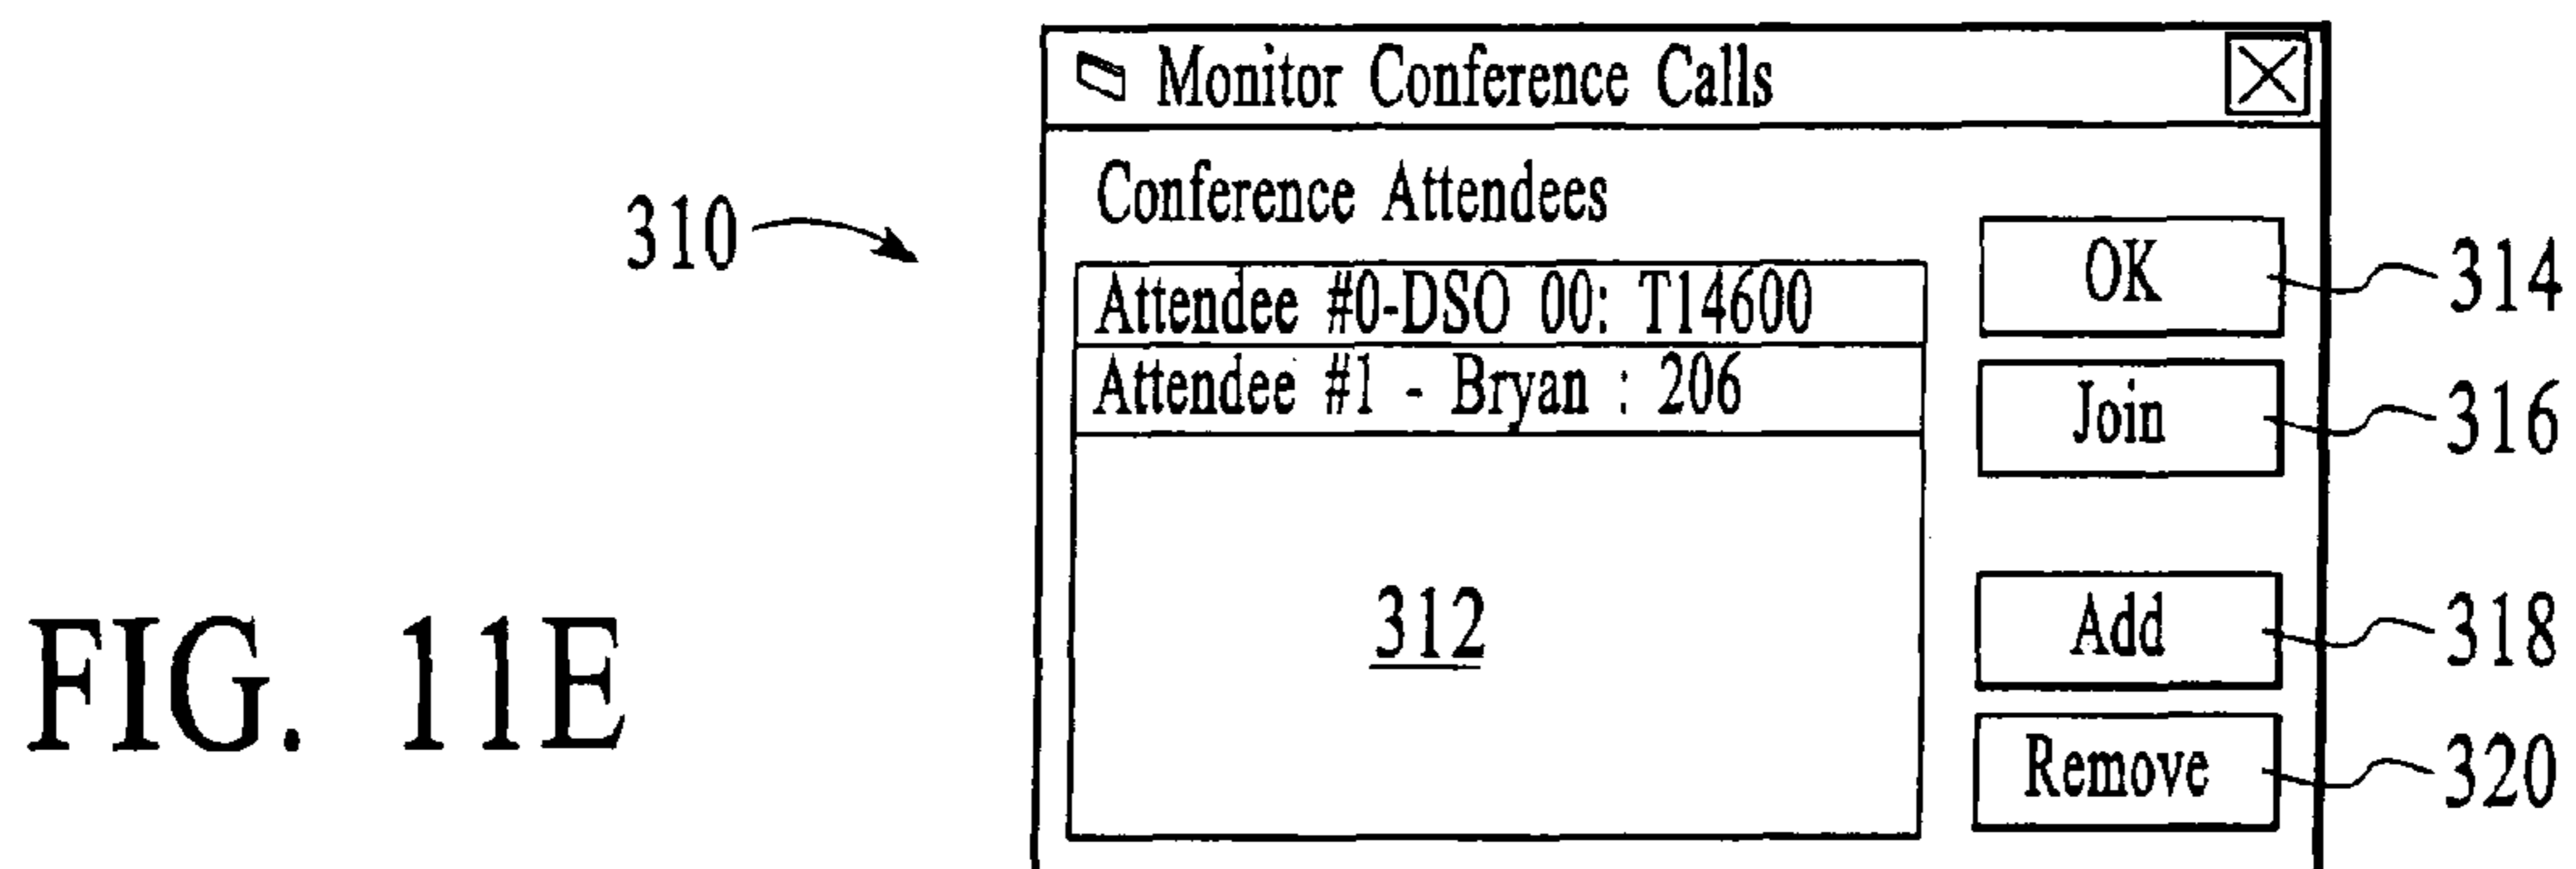 Monitor Conference Calls
Conference Attendees
310
Attendee #0-DSO 00: T14600
Attendee #1 - Bryan : 206
312
OK
314
Join
316
Add
318
Remove
320
FIG. 11E